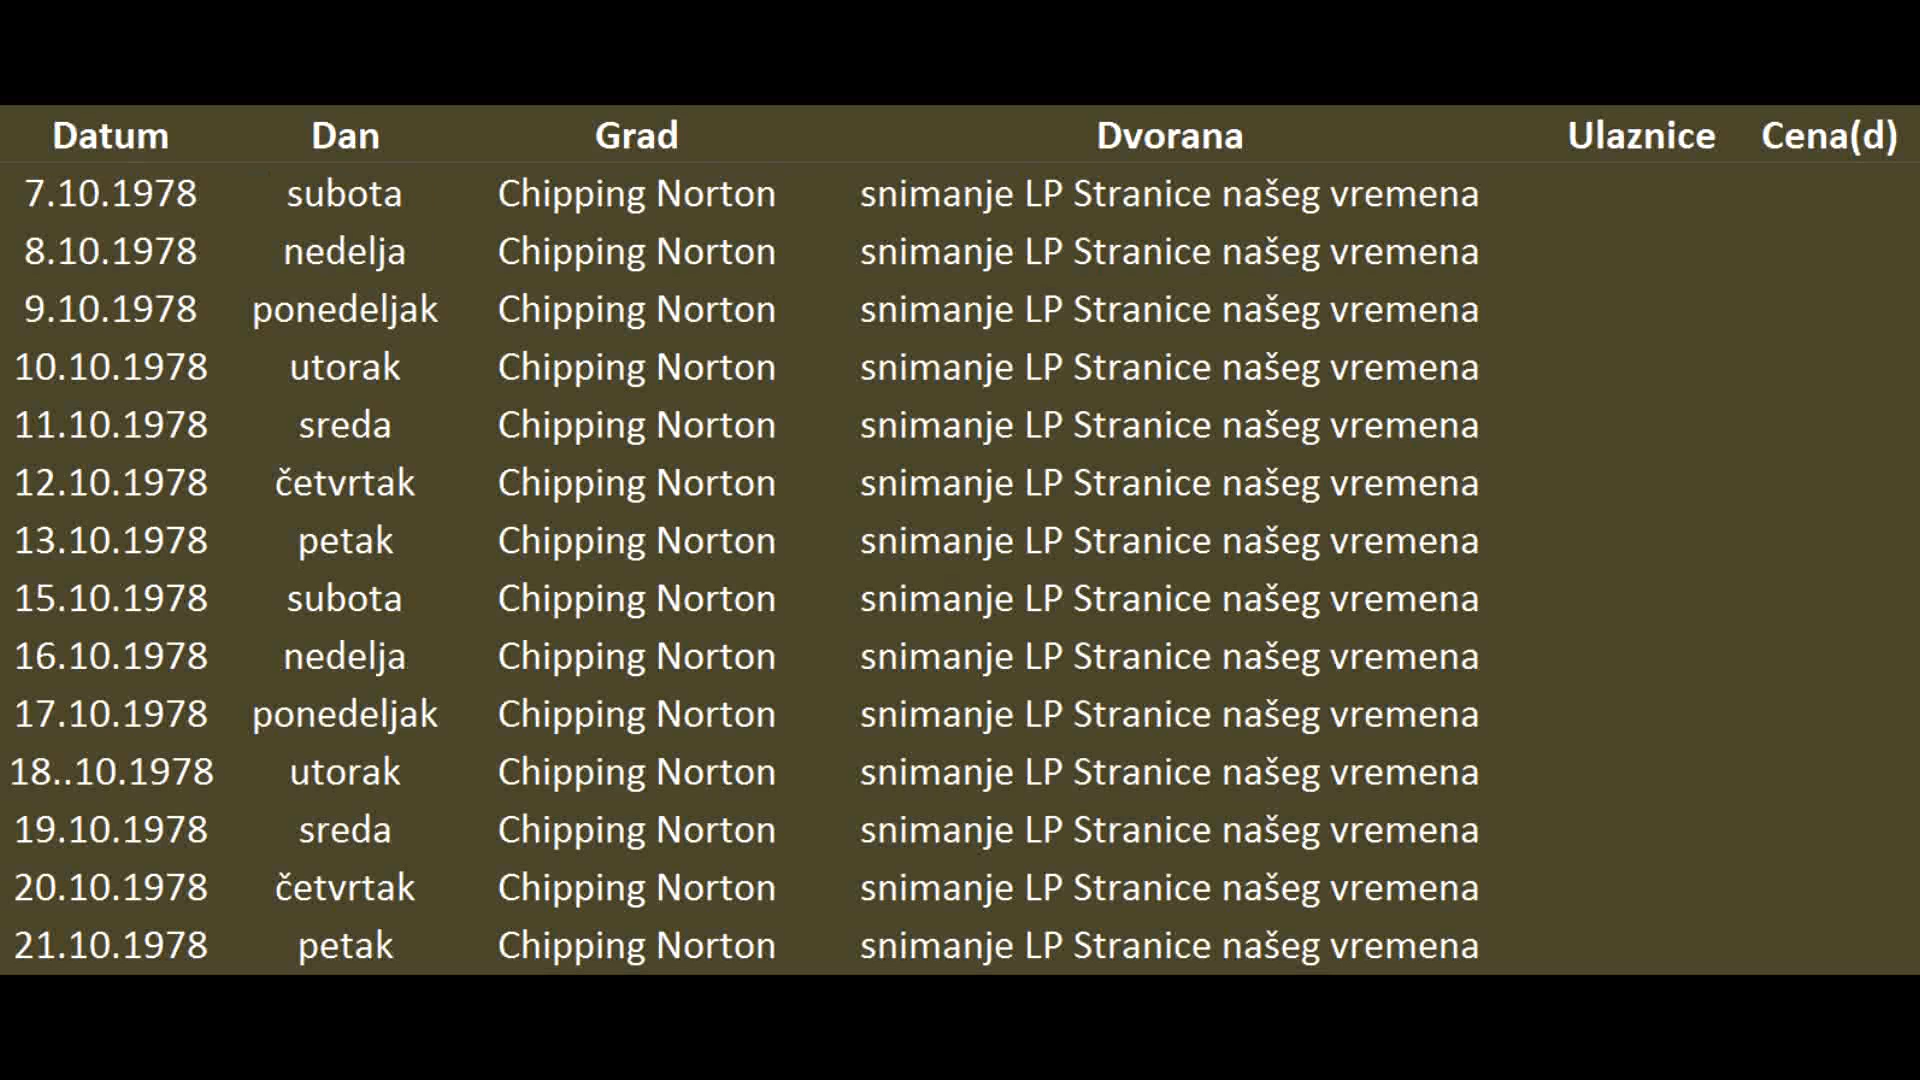 Datum Dan Grad Dvorana Ulaznice Cena(d)
7.10.1978 subota Chipping Norton snimanje LP Stranice našeg vremena
8.10.1978 nedelja Chipping Norton snimanje LP Stranice našeg vremena
9.10.1978 ponedeljak Chipping Norton snimanje LP Stranice našeg vremena
10.10.1978 utorak Chipping Norton snimanje LP Stranice našeg vremena
11.10.1978 sreda Chipping Norton snimanje LP Stranice našeg vremena
12.10.1978 četvrtak Chipping Norton snimanje LP Stranice našeg vremena
13.10.1978 petak Chipping Norton snimanje LP Stranice našeg vremena
15.10.1978 subota Chipping Norton snimanje LP Stranice našeg vremena
16.10.1978 nedelja Chipping Norton snimanje LP Stranice našeg vremena
17.10.1978 ponedeljak Chipping Norton snimanje LP Stranice našeg vremena
18..10.1978 utorak Chipping Norton snimanje LP Stranice našeg vremena
19.10.1978 sreda Chipping Norton snimanje LP Stranice našeg vremena
20.10.1978 četvrtak Chipping Norton snimanje LP Stranice našeg vremena
21.10.1978 petak Chipping Norton snimanje LP Stranice našeg vremena